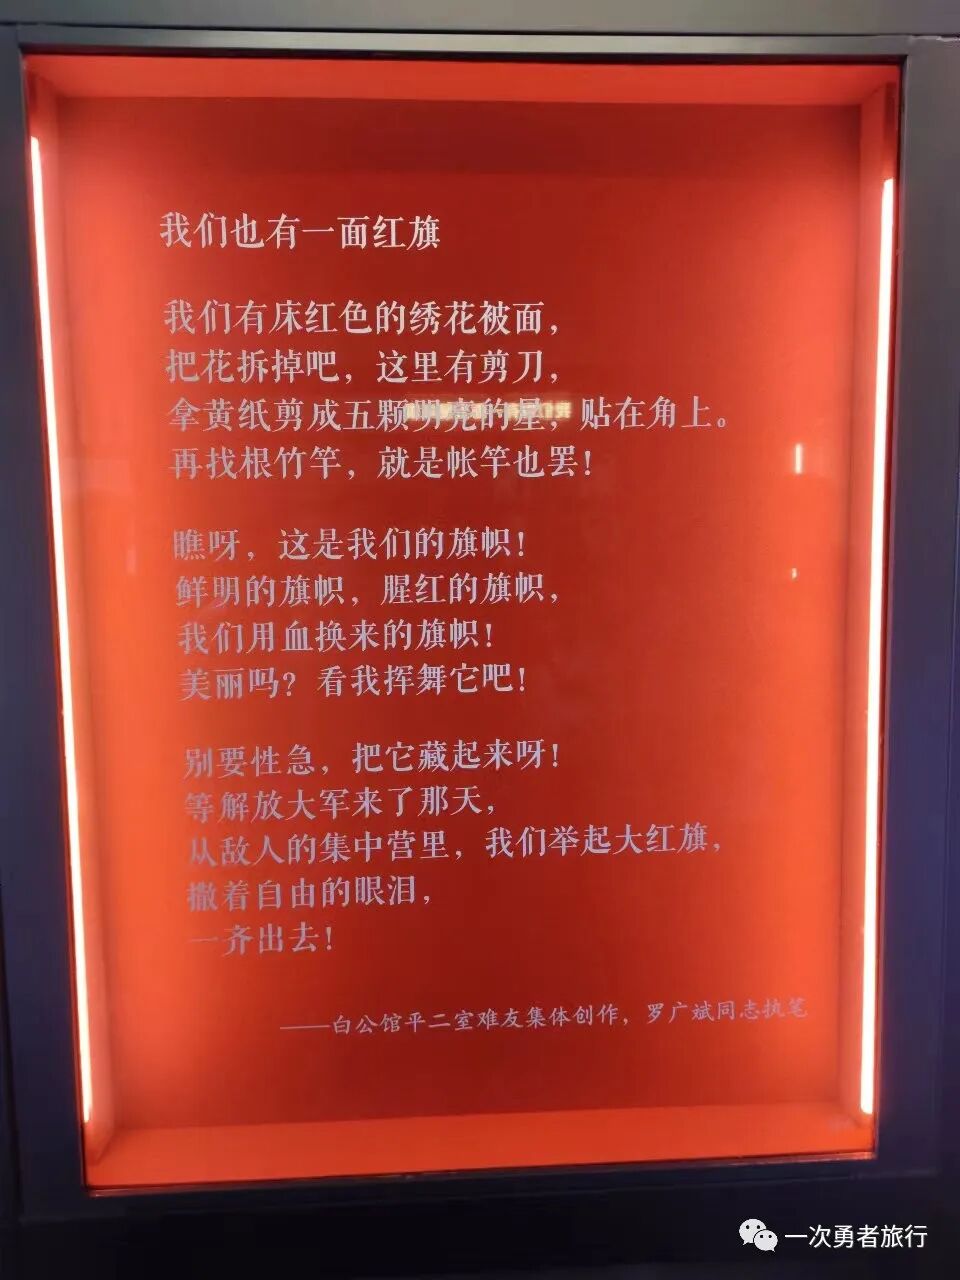 我们也有一面红旗
我们有床红色的绣花被面，
把花拆掉吧，这里有剪刀，
拿黄纸剪成五颗明亮的星，贴在角上。
再找根竹竿，就是帐竿也罢！
瞧呀，这是我们的旗帜！
鲜明的旗帜，腥红的旗帜，
我们用血换来的旗帜！
美丽吗？看我挥舞它吧！
别要性急，把它藏起来呀！
等解放大军来了那天，
从敌人的集中营里，我们举起大红旗，
撒着自由的眼泪，
一齐出去！
——白公馆平二室难友集体创作，罗广斌同志执笔
一次勇者旅行